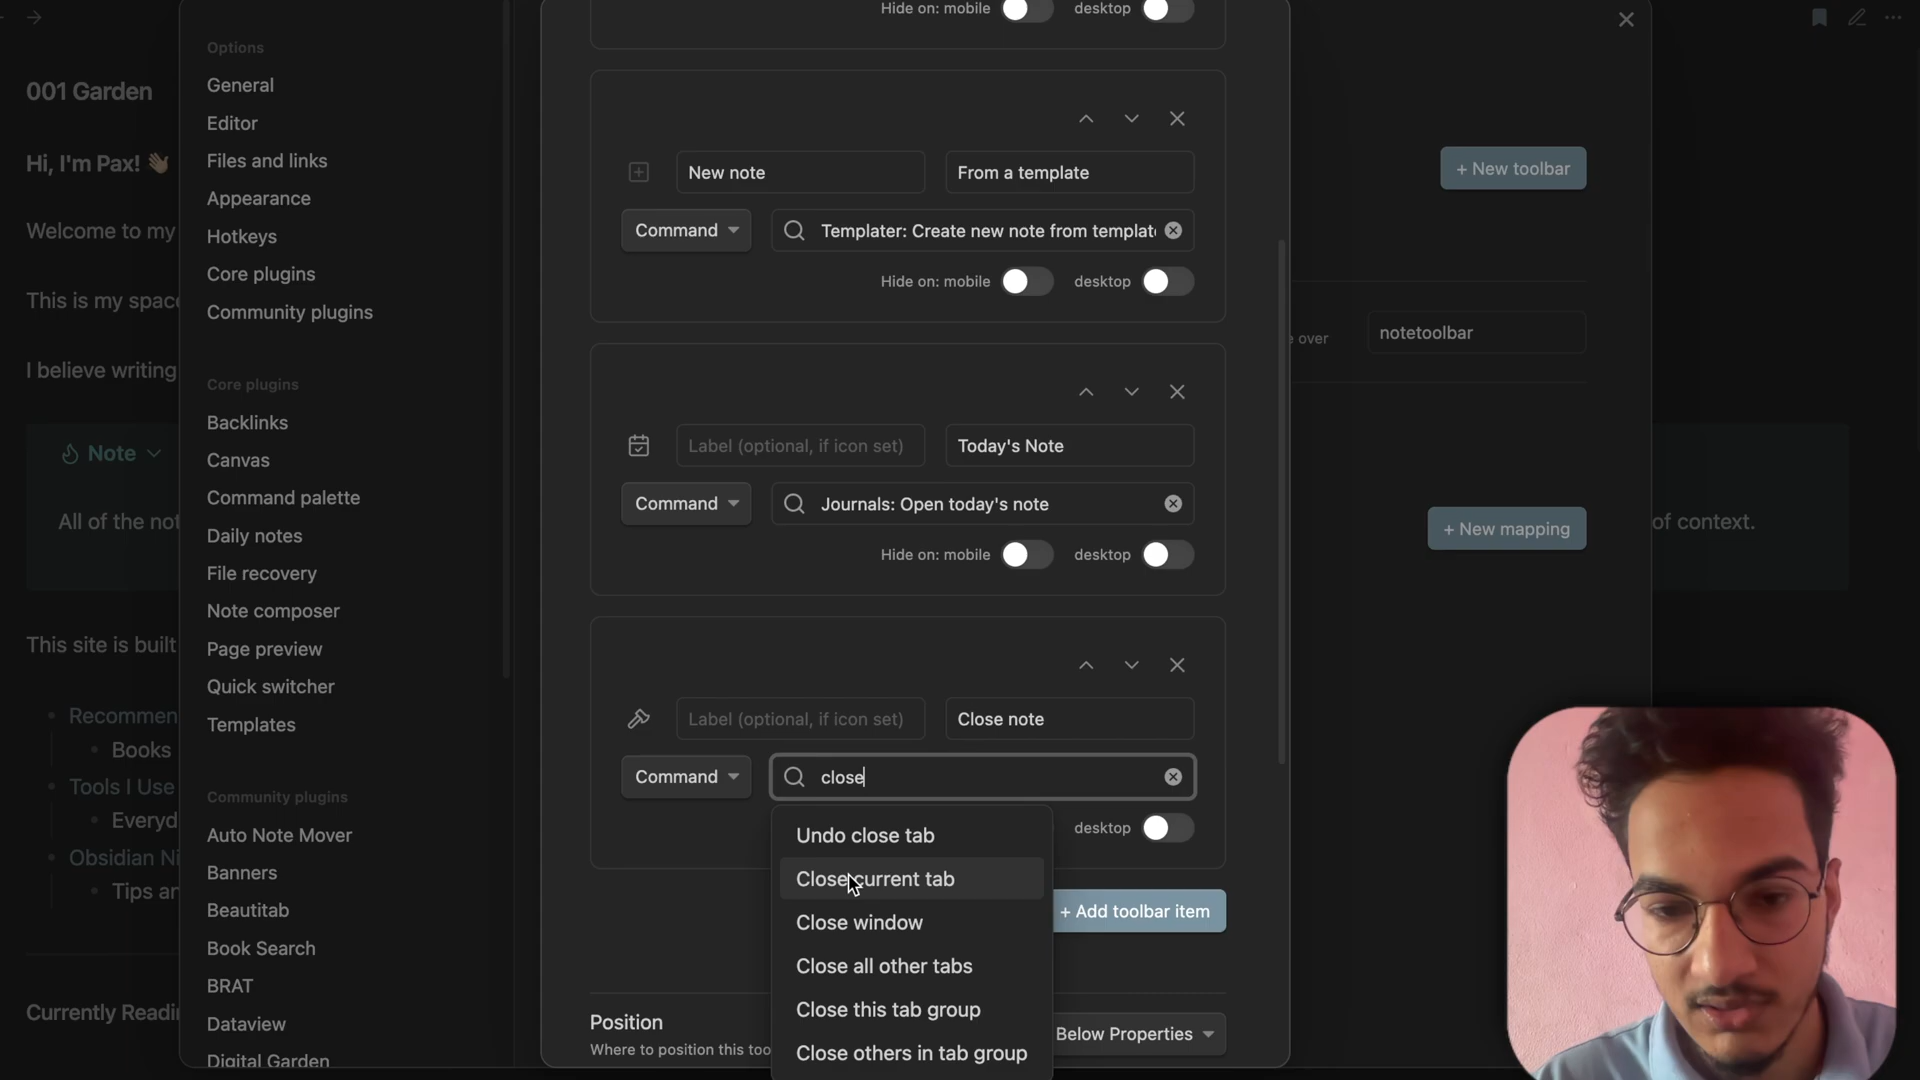 001 Garden
Hi, I'm Pax! 👋🏽
Welcome to my
This is my space
I believe writing
Note
All of the not
of context.
This site is built
Recommen
Books
Tools I Use
Everyd
Obsidian Ni
Tips an
Currently Readi
Options
General
Editor
Files and links
Appearance
Hotkeys
Core plugins
Community plugins
Core plugins
Backlinks
Canvas
Command palette
Daily notes
File recovery
Note composer
Page preview
Quick switcher
Templates
Community plugins
Auto Note Mover
Banners
Beautitab
Book Search
BRAT
Dataview
Digital Garden
Hide on: mobile desktop
New note From a template
Command Templater: Create new note from templat
Hide on: mobile desktop
Label (optional, if icon set) Today's Note
Command Journals: Open today's note
Hide on: mobile desktop
Label (optional, if icon set) Close note
Command close
desktop
Undo close tab
Close current tab
Close window
Close all other tabs
Close this tab group
Close others in tab group
+ Add toolbar item
Position
Where to position this too
Below Properties
+ New toolbar
e over
notetoolbar
+ New mapping